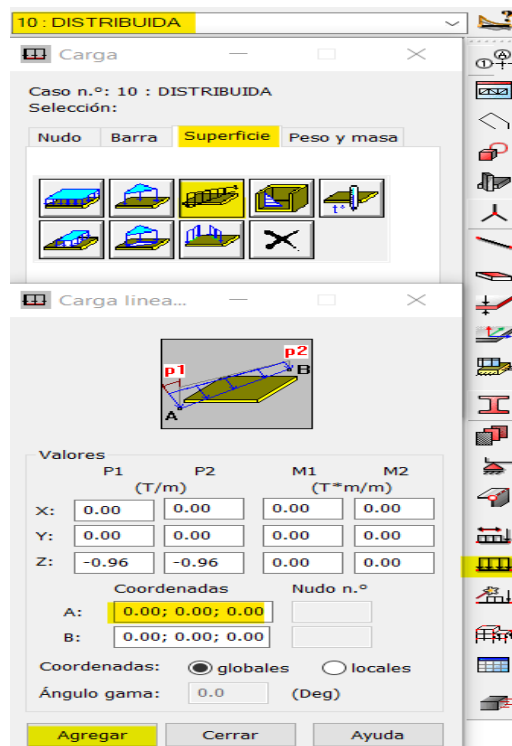 10 : DISTRIBUIDA
Carga
Caso n.º: 10 : DISTRIBUIDA
Selección:
Nudo Barra Superficie Peso y masa
t°
Carga linea...
p1 p2 B
A
Valores
P1 P2 M1 M2
(T/m) (T*m/m)
X: 0.00 0.00 0.00 0.00
Y: 0.00 0.00 0.00 0.00
Z: -0.96 -0.96 0.00 0.00
Coordenadas Nudo n.º
A: 0.00; 0.00; 0.00
B: 0.00; 0.00; 0.00
Coordenadas: globales locales
Ángulo gama: 0.0 (Deg)
Agregar Cerrar Ayuda